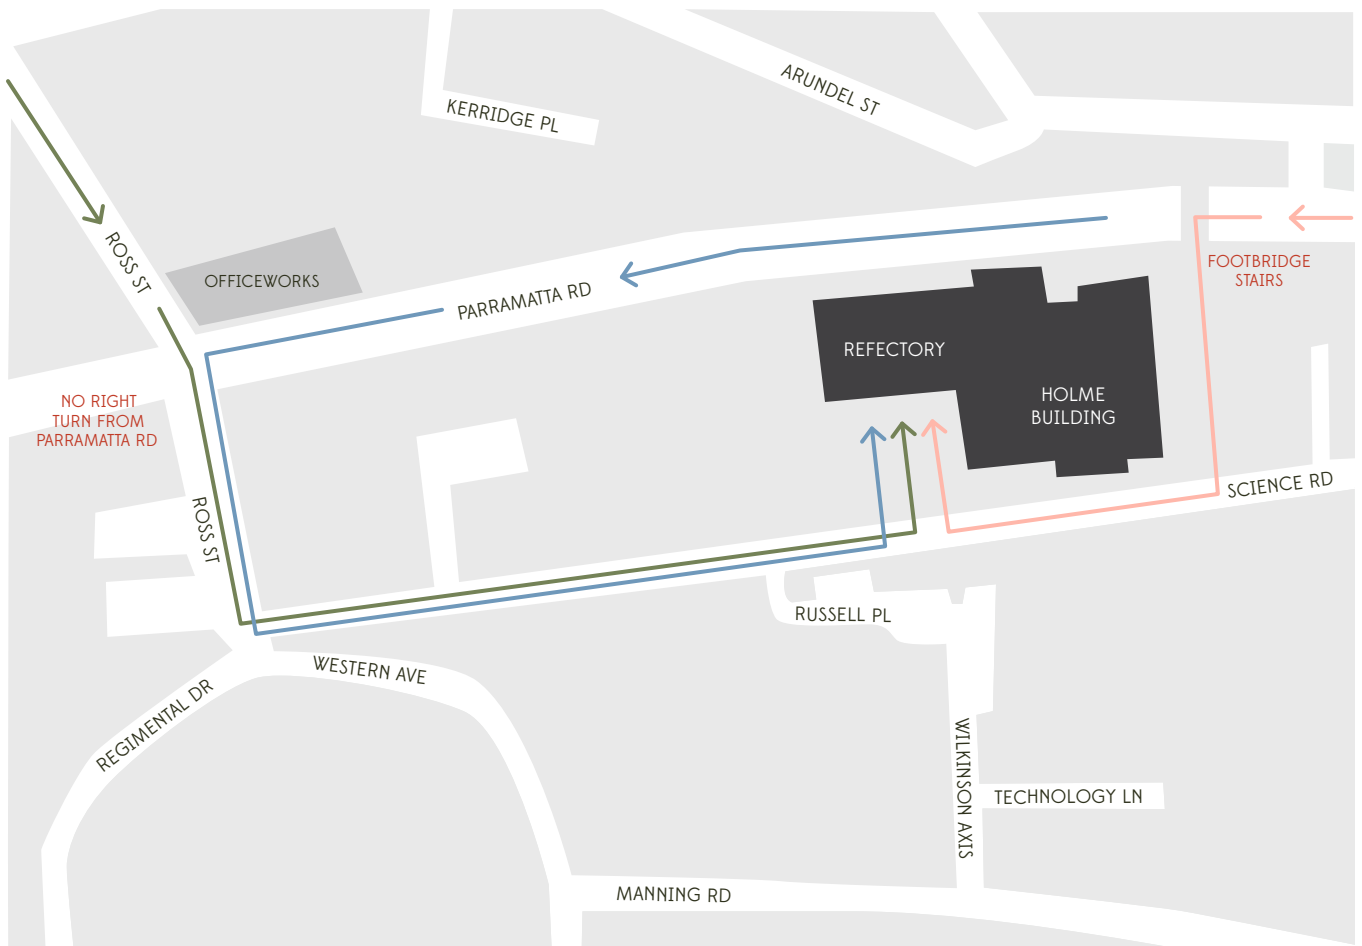 ARUNDEL ST
KERRIDGE PL
ROSS ST
OFFICEWORKS
FOOTBRIDGE
STAIRS
PARRAMATTA RD
REFECTORY
HOLME
BUILDING
NO RIGHT
TURN FROM
PARRAMATTA RD
SCIENCE RD
ROSS ST
RUSSELL PL
WESTERN AVE
REGIMENTAL DR
WILKINSON AXIS
TECHNOLOGY LN
MANNING RD